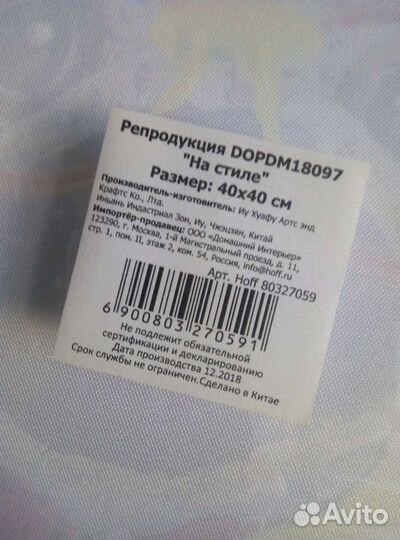 Репродукция DOPDM18097
"На стиле"
Размер: 40х40 см
Производитель-изготовитель: Иу Хуафу Артс энд
Крафтс Ко., Лтд.
Иньань Индастриал Зон, Иу, Чжэцзян, Китай
Импортёр-продавец: ООО «Домашний Интерьер»
123290, г. Москва, 1-й Магистральный проезд, д. 11,
стр. 1, пом. II, этаж 2, ком. 54, Россия, info@hoff.ru
Арт. Hoff 80327059
6 900803 270591
Не подлежит обязательной
сертификации и декларированию
Дата производства 12.2018
Срок службы не ограничен.Сделано в Китае
Avito